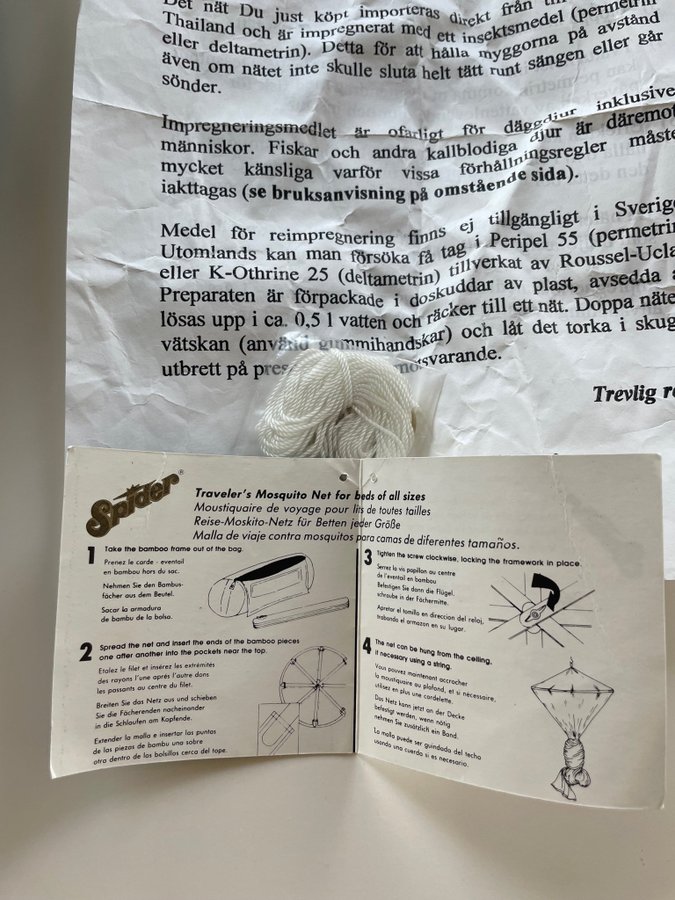 Det nät Du just köpt importeras direkt från
Thailand och är impregnerat med ett insektsmedel (permetrin
eller deltametrin). Detta för att hålla myggorna på avstånd
även om nätet inte skulle sluta helt tätt runt sängen eller går
sönder.
Impregneringsmedlet är ofarligt för däggdjur inklusive
människor. Fiskar och andra kallblodiga djur är däremot
mycket känsliga varför vissa förhållningsregler måste
iakttagas (se bruksanvisning på omstående sida).
Medel för reimpregnering finns ej tillgängligt i Sverige
Utomlands kan man försöka få tag i Peripel 55 (permetrin
eller K-Othrine 25 (deltametrin) tillverkat av Roussel-Ucla
Preparaten är förpackade i doskuddar av plast, avsedda
lösas upp i ca. 0,5 l vatten och räcker till ett nät. Doppa näte
vätskan (använd gummihandskar) och låt det torka i skug
utbrett på
Trevlig
Spider®
Traveler's Mosquito Net for beds of all sizes
Moustiquaire de voyage pour lits de toutes tailles
Reise-Moskito-Netz für Betten jeder Größe
Malla de viaje contra mosquitos para camas de diferentes tamaños.
1 Take the bamboo frame out of the bag.
Prenez le corde - eventail
en bambou hors du sac.
Nehmen Sie den Bambus-
fächer aus dem Beutel.
Sacar la armadura
de bambu de la bolsa.
2 Spread the net and insert the ends of the bamboo pieces
one after another into the pockets near the top.
Etalez le filet et insérez les extrémités
des rayons l'une après l'autre dans
les passants au centre du filet.
Breiten Sie das Netz aus und schieben
Sie die Fächerenden nacheinander
in die Schlaufen am Kopfende.
Extender la malla e insertar las puntas
de las piezas de bambu una sobre
otra dentro de los bolsillos cerca del tope.
3 Tighten the screw clockwise, locking the framework in place.
Serrez la vis papillon au centre
de l'eventail en bambou
Befestigen Sie dann die Flügel.
schraube in der Fächermitte.
Apretar el tornillo en direccion del reloj,
trabando el armazon en su lugar.
4 The net can be hung from the ceiling,
if necessary using a string.
Vous pouvez maintenant accrocher
la moustiquaire au plafond, et si nécessaire,
utilisez en plus une cordelette.
Das Netz kann jetzt an der Decke
befestigt werden, wenn nötig
nehmen Sie zusätzlich ein Band.
La malla puede ser guindada del techo
usando una cuerda si es necesario.